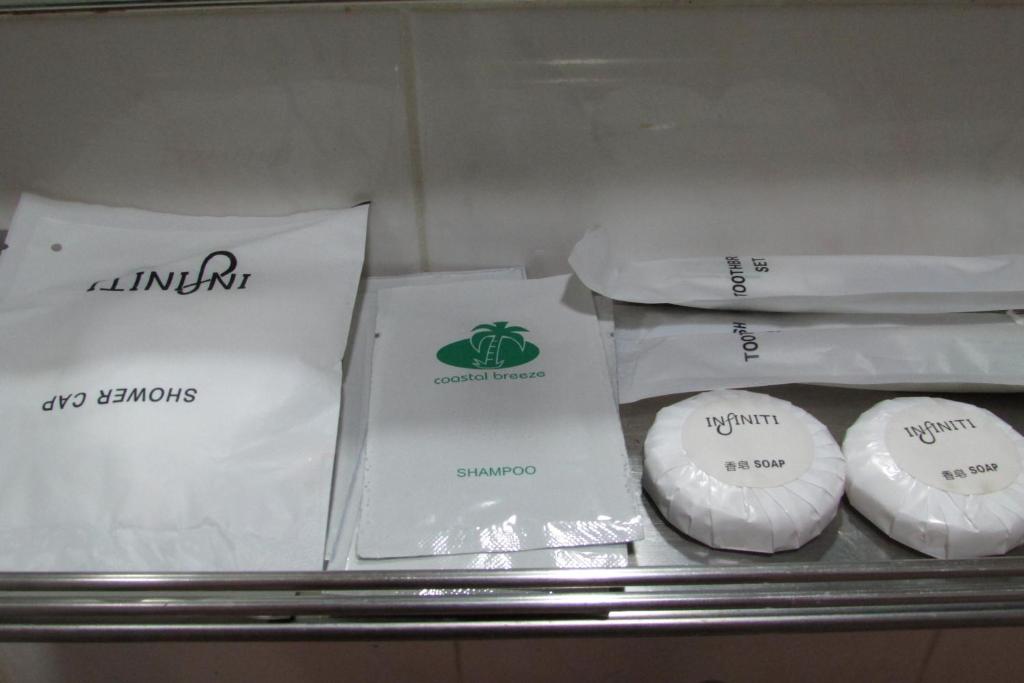 INFINITI
SHOWER CAP
coastal breeze
SHAMPOO
TOOTHBR
SET
TOOTH
INFINITI
香皂 SOAP
INFINITI
香皂 SOAP